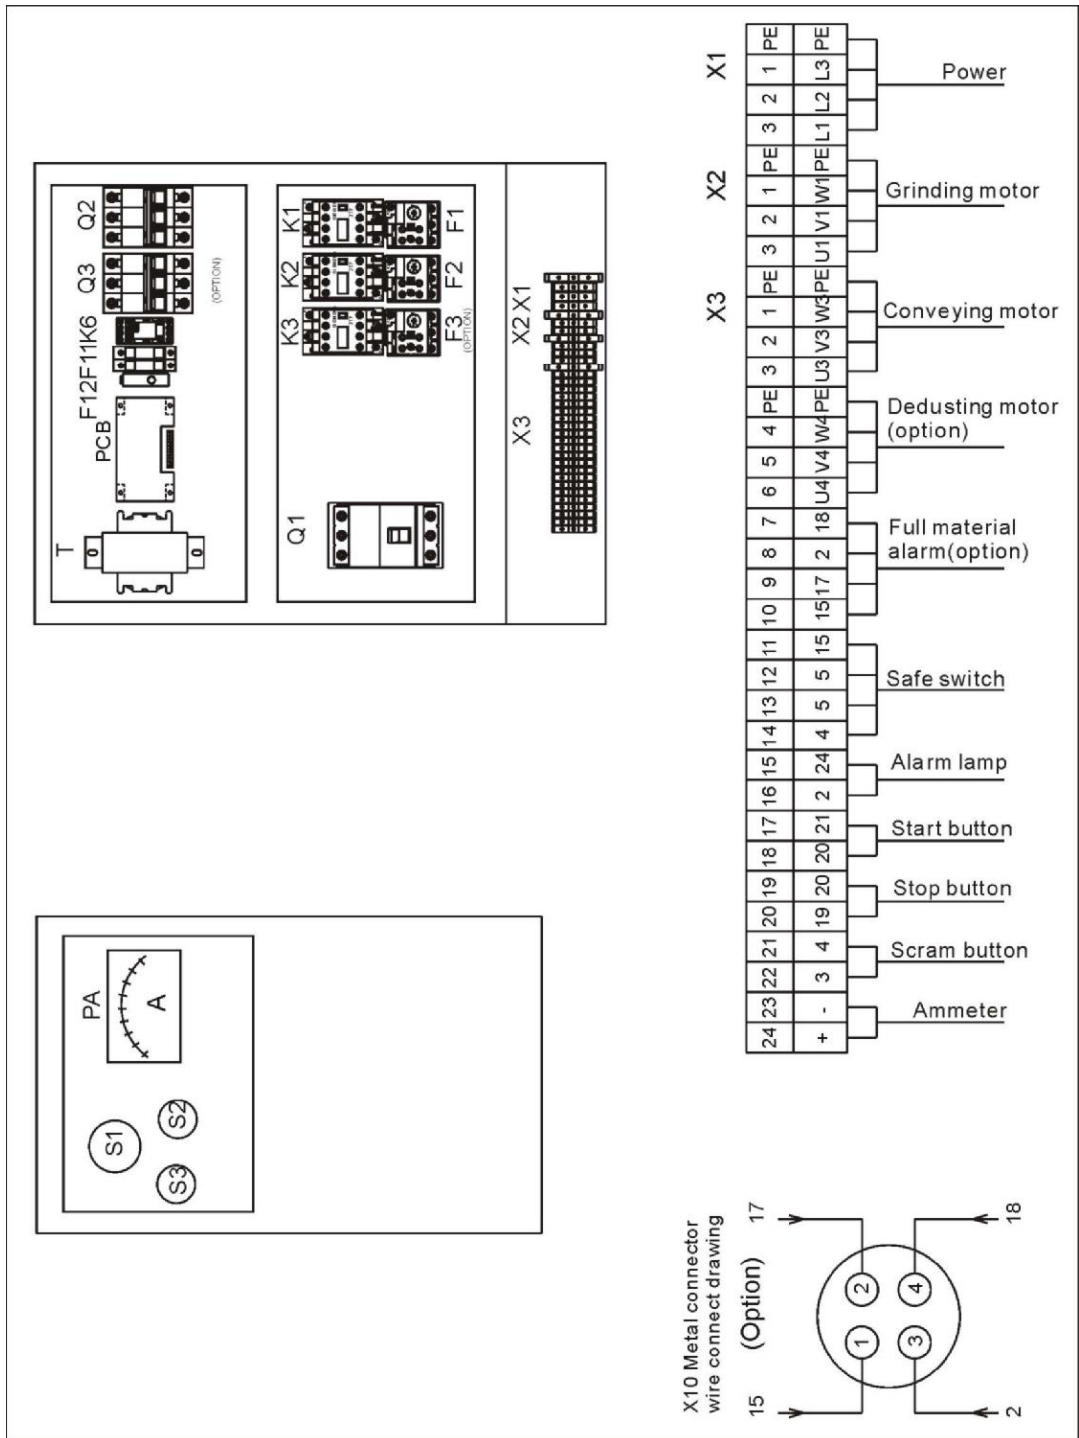 Q2
Q3
(OPTION)
F12F11K6
PCB
T
K1
K2
K3
F1
F2
F3
(OPTION)
Q1
X2 X1
X3
PA
A
S1
S2
S3
X1
PE PE
1 L3
2 L2
3 L1
Power
X2
PE PE
1 W1
2 V1
3 U1
Grinding motor
X3
PE PE
1 W3
2 V3
3 U3
Conveying motor
PE PE
4 W4
5 V4
6 U4
Dedusting motor
(option)
7 18
8 2
9 17
10 15
Full material
alarm(option)
11 15
12 5
13 5
14 4
Safe switch
15 24
16 2
Alarm lamp
17 21
18 20
Start button
19 20
20 19
Stop button
21 4
22 3
Scram button
23 -
24 +
Ammeter
X10 Metal connector
wire connect drawing
(Option)
17
18
2
4
1
3
15
2